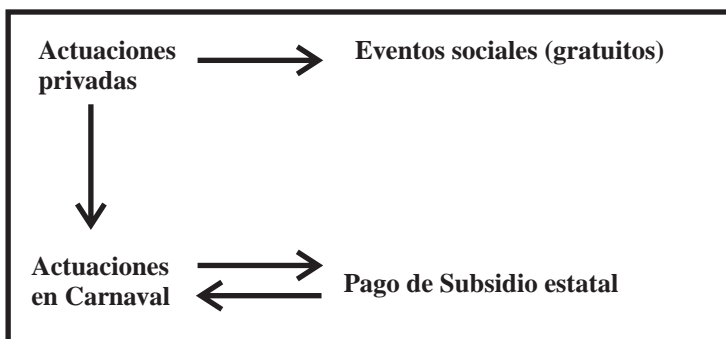 Actuaciones
privadas
Eventos sociales (gratuitos)
Actuaciones
en Carnaval
Pago de Subsidio estatal